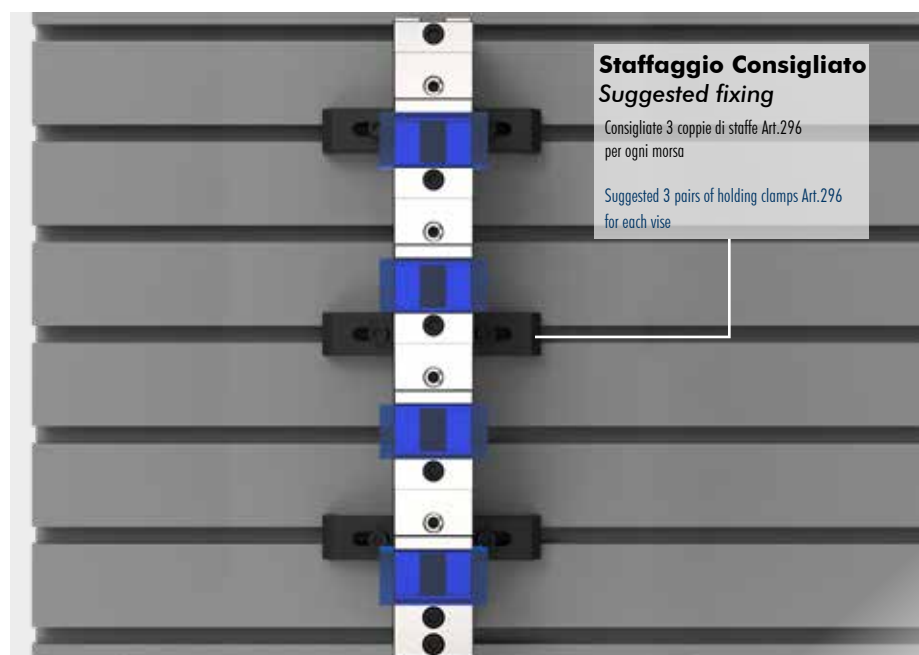 Staffaggio Consigliato
Suggested fixing
Consigliate 3 coppie di staffe Art.296
per ogni morsa
Suggested 3 pairs of holding clamps Art.296
for each vise